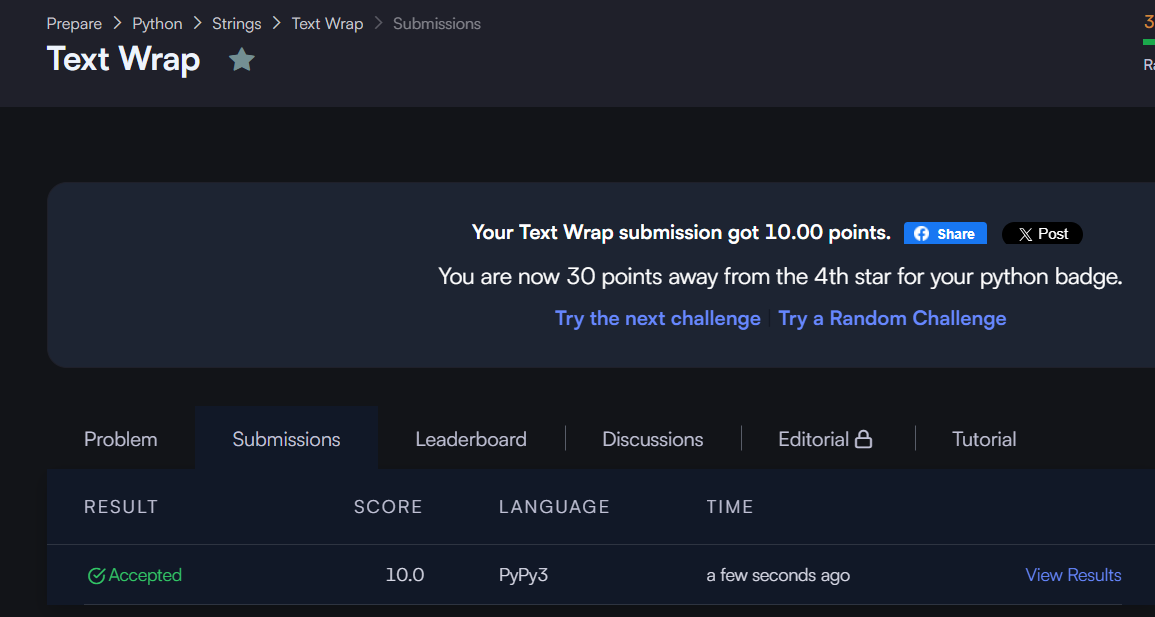 Prepare > Python > Strings > Text Wrap > Submissions
3
Text Wrap
Your Text Wrap submission got 10.00 points. Share Post
You are now 30 points away from the 4th star for your python badge.
Try the next challenge Try a Random Challenge
Problem Submissions Leaderboard Discussions Editorial Tutorial
RESULT SCORE LANGUAGE TIME
Accepted 10.0 PyPy3 a few seconds ago View Results